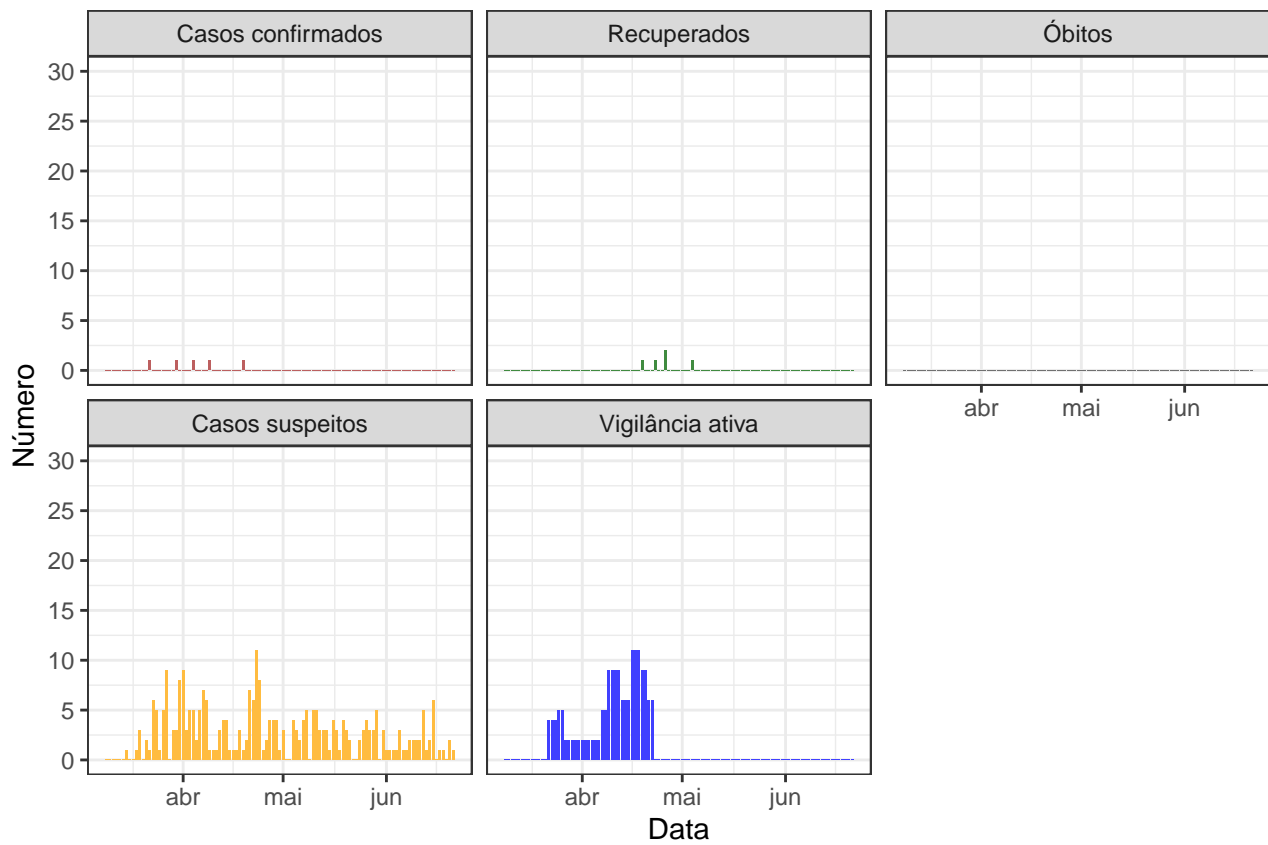 Casos confirmados
Recuperados
Óbitos
30
25
20
15
10
5
0
abr mai jun
Número
Casos suspeitos
Vigilância ativa
30
25
20
15
10
5
0
abr mai jun
abr mai jun
Data